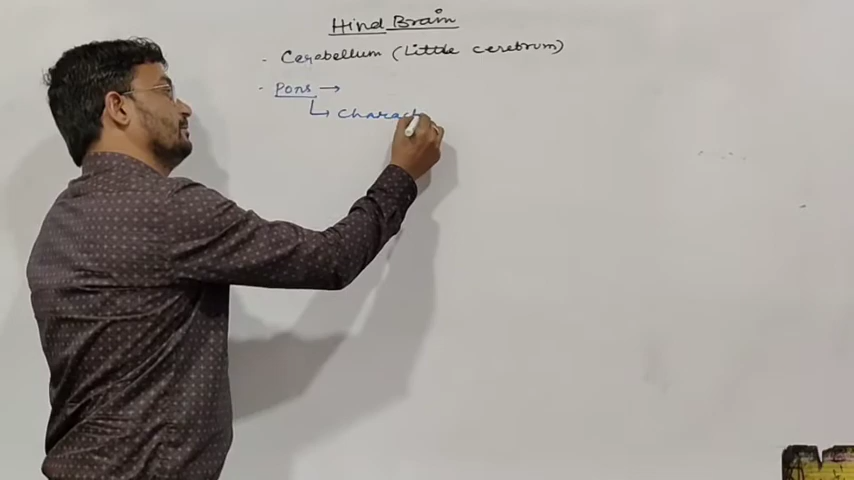 Hind Brain
· Cerebellum (Little cerebrum)
· Pons →
↳ Charact